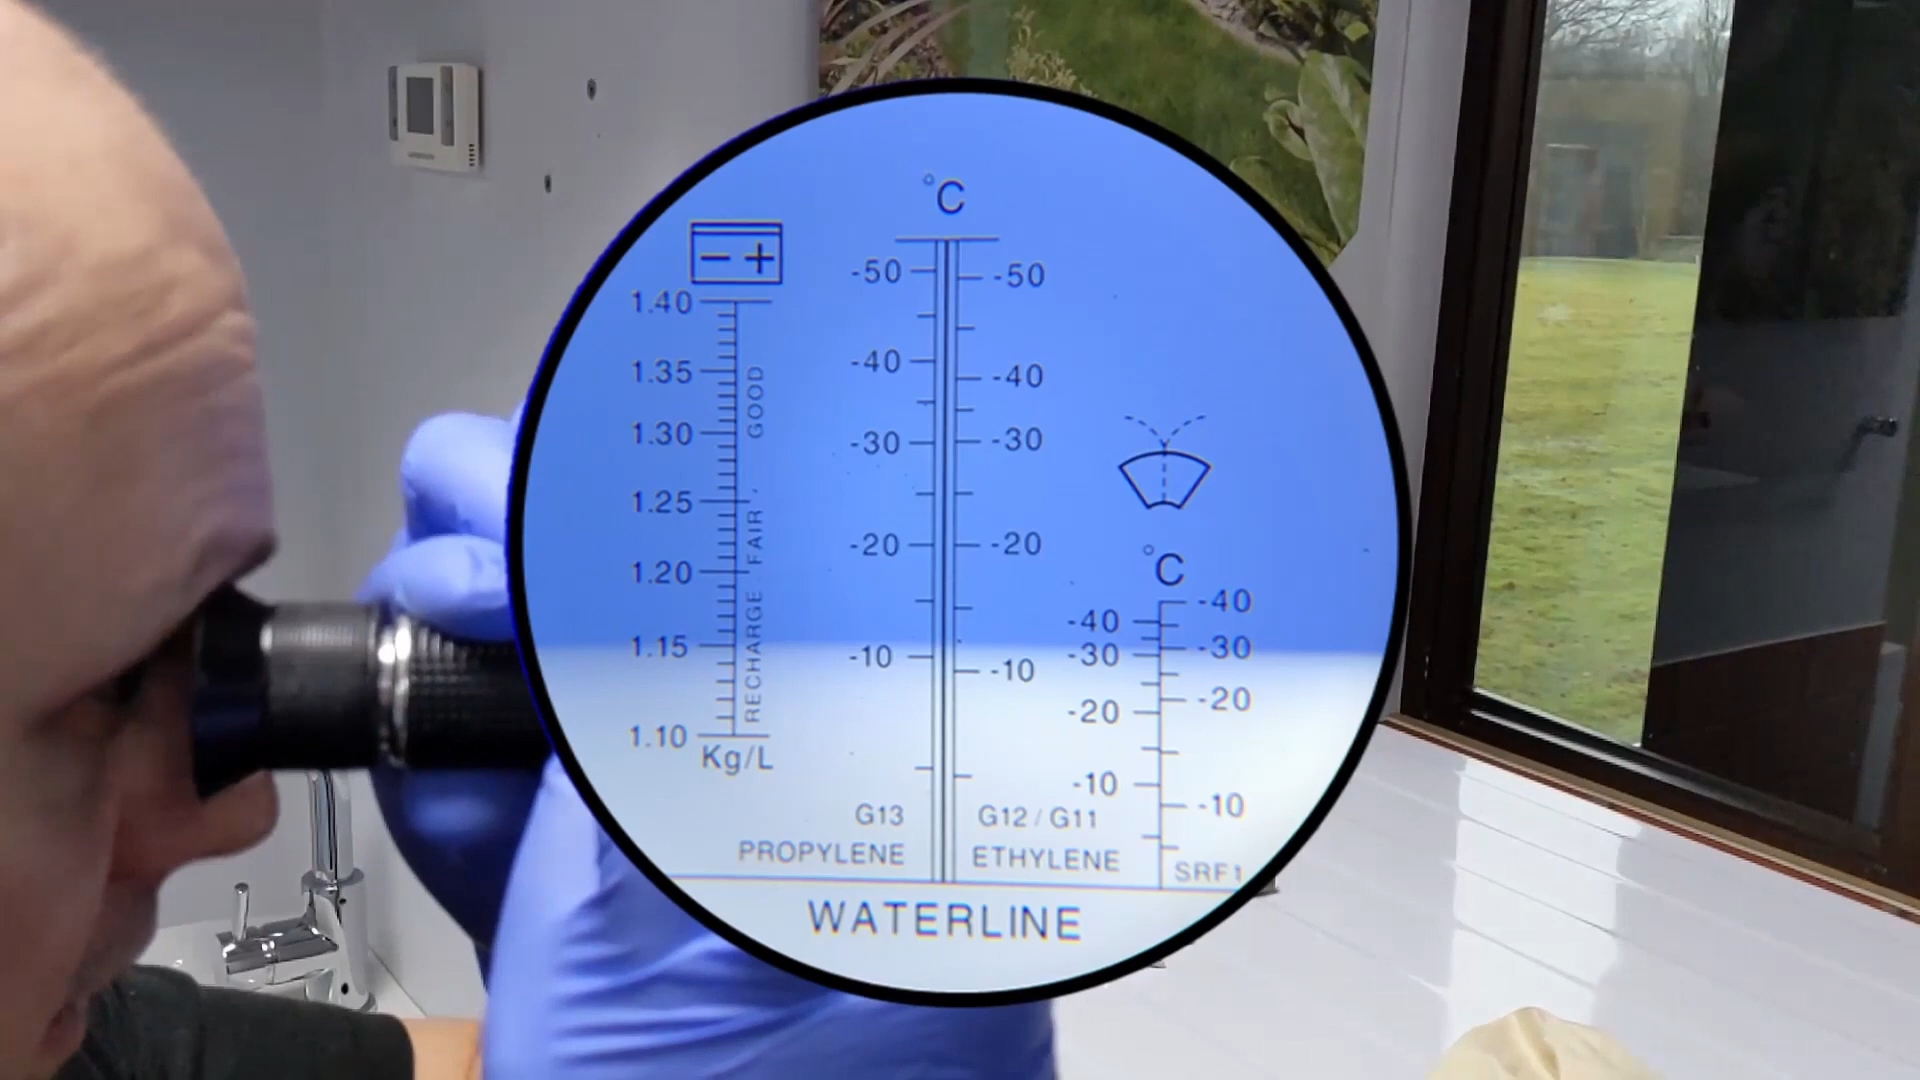 °C
-50 -50
1.40
1.35 -40 -40
GOOD
1.30 -30 -30
1.25
FAIR
1.20 -20 -20
°C
-40 -40
RECHARGE
1.15 -10 -10 -30 -30
-20 -20
1.10
Kg/L
-10 -10
G13 G12 / G11
PROPYLENE ETHYLENE SRF1
WATERLINE